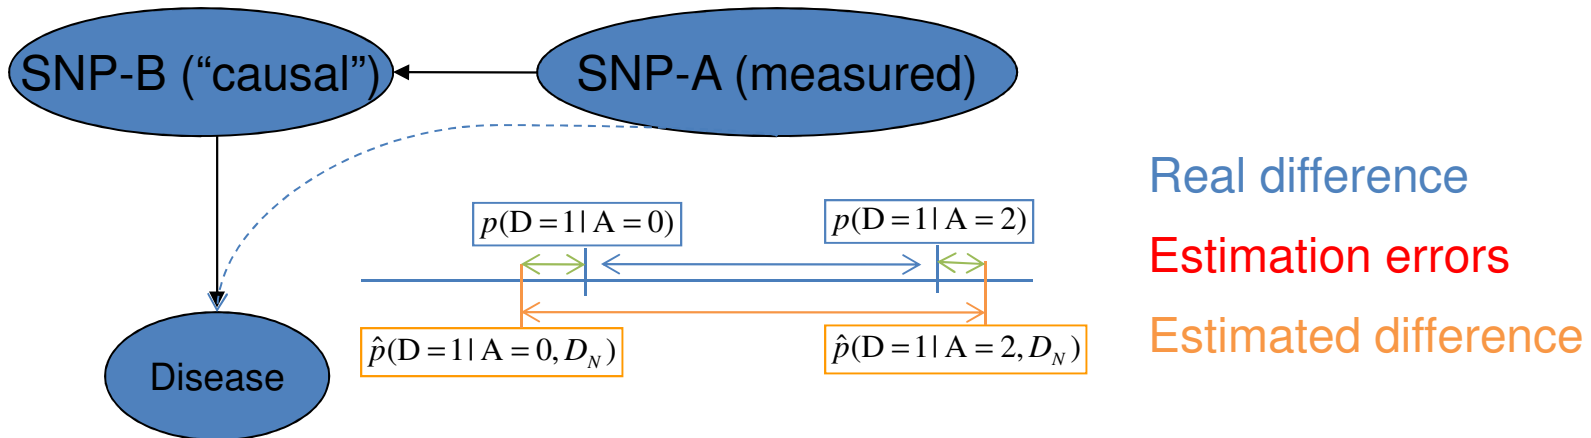 SNP-B (“causal”)
SNP-A (measured)
Real difference
p(D = 1 | A = 0)
p(D = 1 | A = 2)
Estimation errors
p̂(D = 1 | A = 0, D_N)
p̂(D = 1 | A = 2, D_N)
Estimated difference
Disease